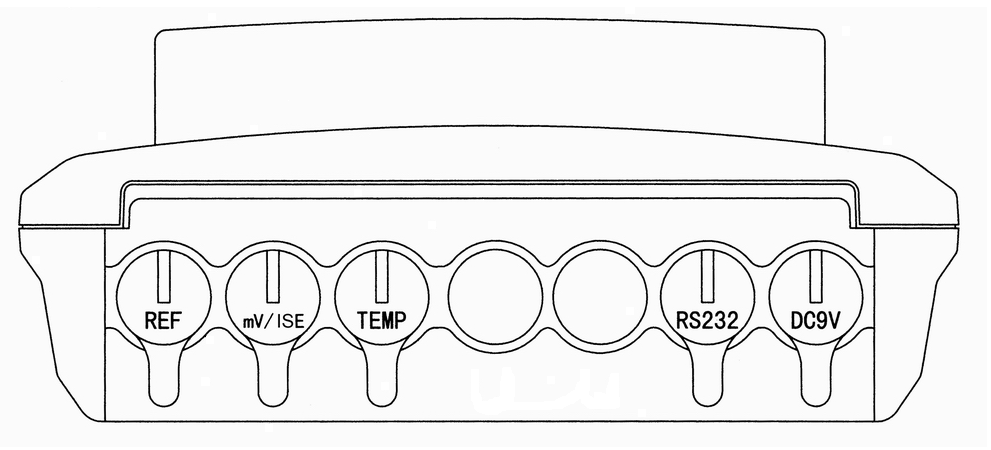 REF
mV/ISE
TEMP
RS232
DC9V